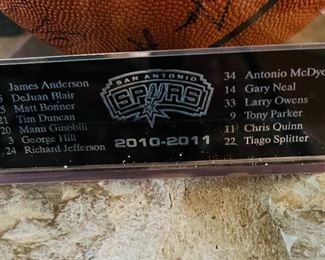 James Anderson
DeJuan Blair
Matt Bonner
21 Tim Duncan
20 Manu Ginobili
3 George Hill
24 Richard Jefferson
SAN ANTONIO
SPURS
2010-2011
34 Antonio McDye
14 Gary Neal
33 Larry Owens
9 Tony Parker
11 Chris Quinn
22 Tiago Splitter